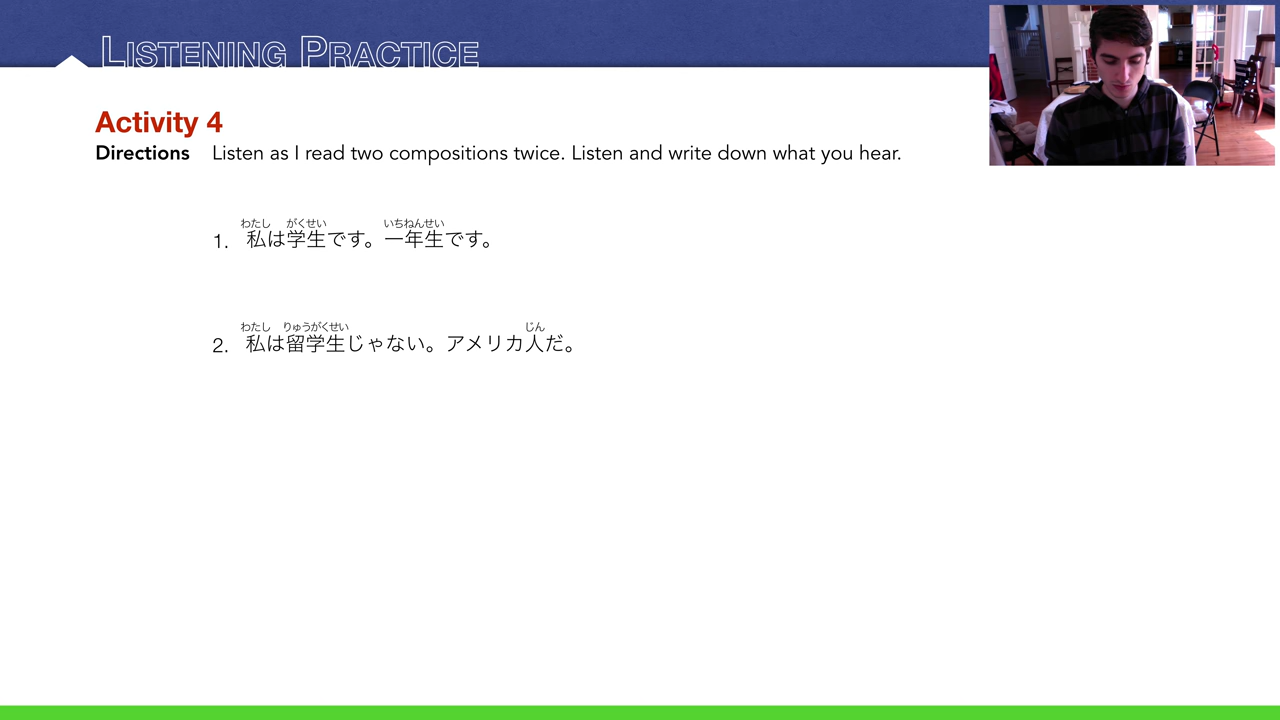 LISTENING PRACTICE
Activity 4
Directions Listen as I read two compositions twice. Listen and write down what you hear.
わたし がくせい いちねんせい
1. 私は学生です。一年生です。
わたし りゅうがくせい じん
2. 私は留学生じゃない。アメリカ人だ。